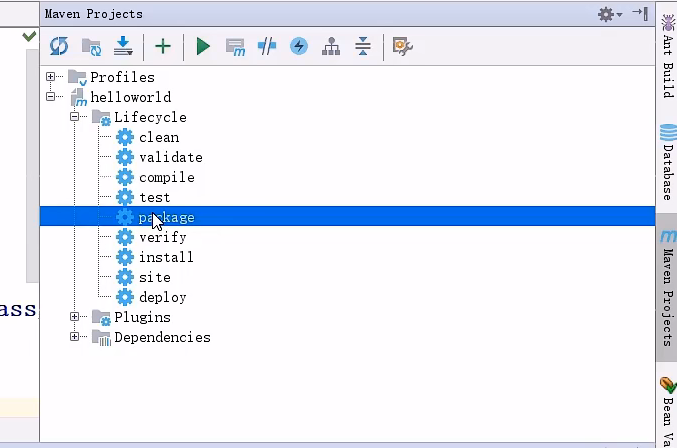 Maven Projects
Profiles
helloworld
Lifecycle
clean
validate
compile
test
package
verify
install
site
deploy
Plugins
Dependencies
ass
Ant Build
Database
Maven Projects
Bean Va